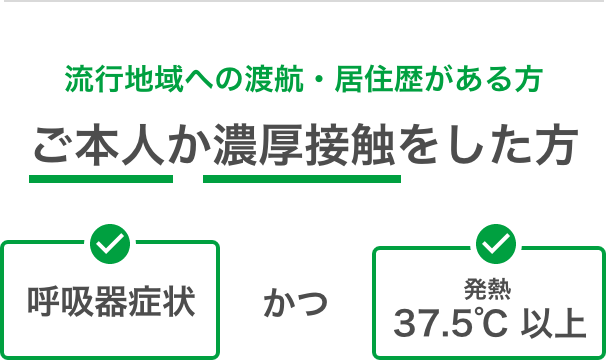 流行地域への渡航・居住歴がある方
ご本人か濃厚接触をした方
呼吸器症状
かつ
発熱
37.5℃ 以上